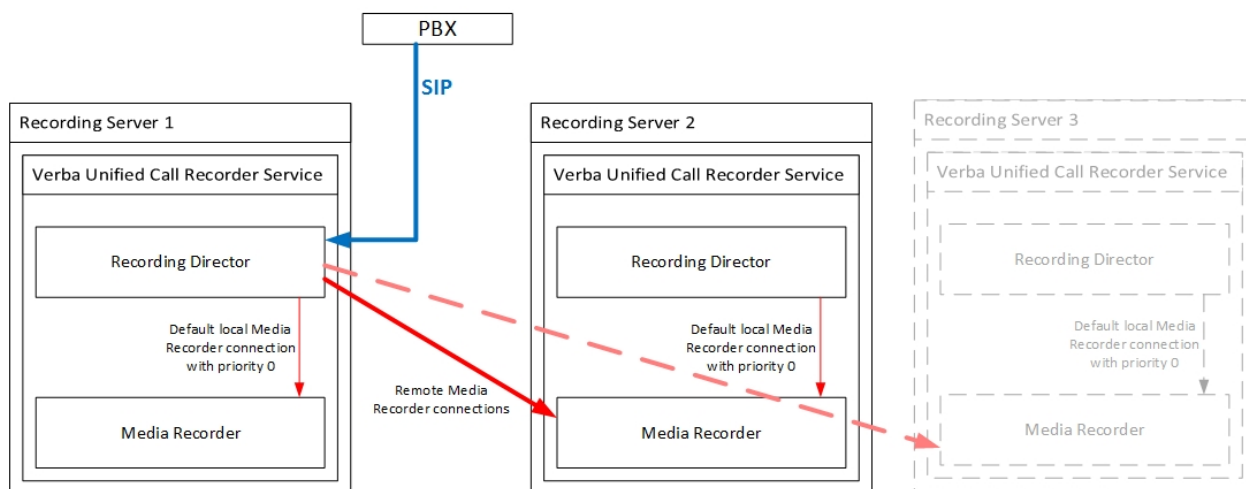 PBX
SIP
Recording Server 1
Recording Server 2
Recording Server 3
Verba Unified Call Recorder Service
Verba Unified Call Recorder Service
Verba Unified Call Recorder Service
Recording Director
Recording Director
Recording Director
Default local Media
Recorder connection
with priority 0
Default local Media
Recorder connection
with priority 0
Default local Media
Recorder connection
with priority 0
Remote Media
Recorder connections
Media Recorder
Media Recorder
Media Recorder